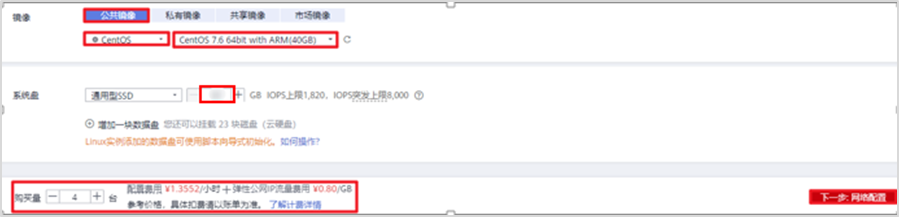 镜像 公共镜像 私有镜像 共享镜像 市场镜像
CentOS CentOS 7.6 64bit with ARM(40GB)
系统盘 通用型SSD GB IOPS上限1,820，IOPS突发上限8,000
增加一块数据盘 您还可以挂载 23 块磁盘（云硬盘）
Linux实例添加的数据盘可使用脚本向导式初始化。如何操作?
购买量 4 台 配置费用 ¥1.3552/小时 + 弹性公网IP流量费用 ¥0.80/GB
参考价格，具体扣费请以账单为准。 了解计费详情
下一步: 网络配置